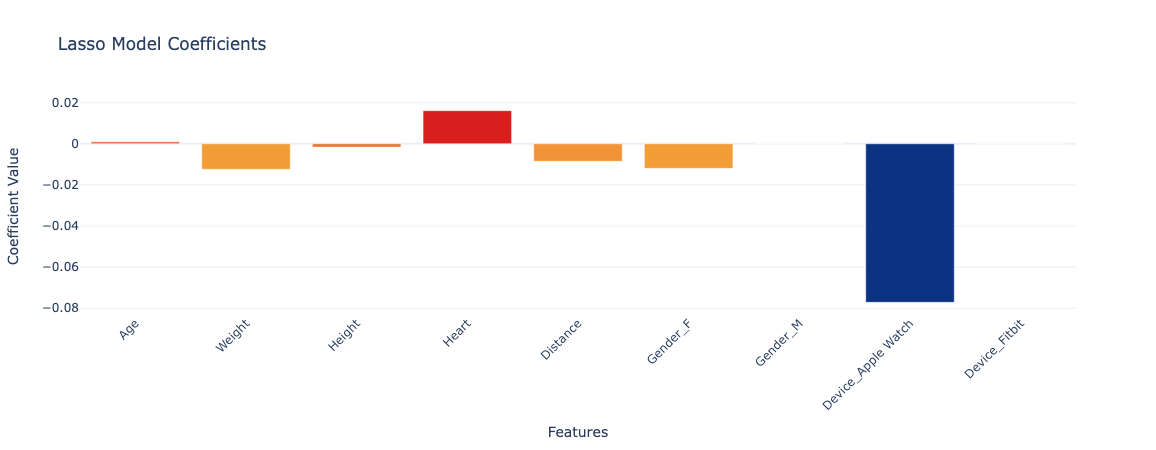 Lasso Model Coefficients
Coefficient Value
0.02
0
−0.02
−0.04
−0.06
−0.08
Age
Weight
Height
Heart
Distance
Gender_F
Gender_M
Device_Apple Watch
Device_Fitbit
Features